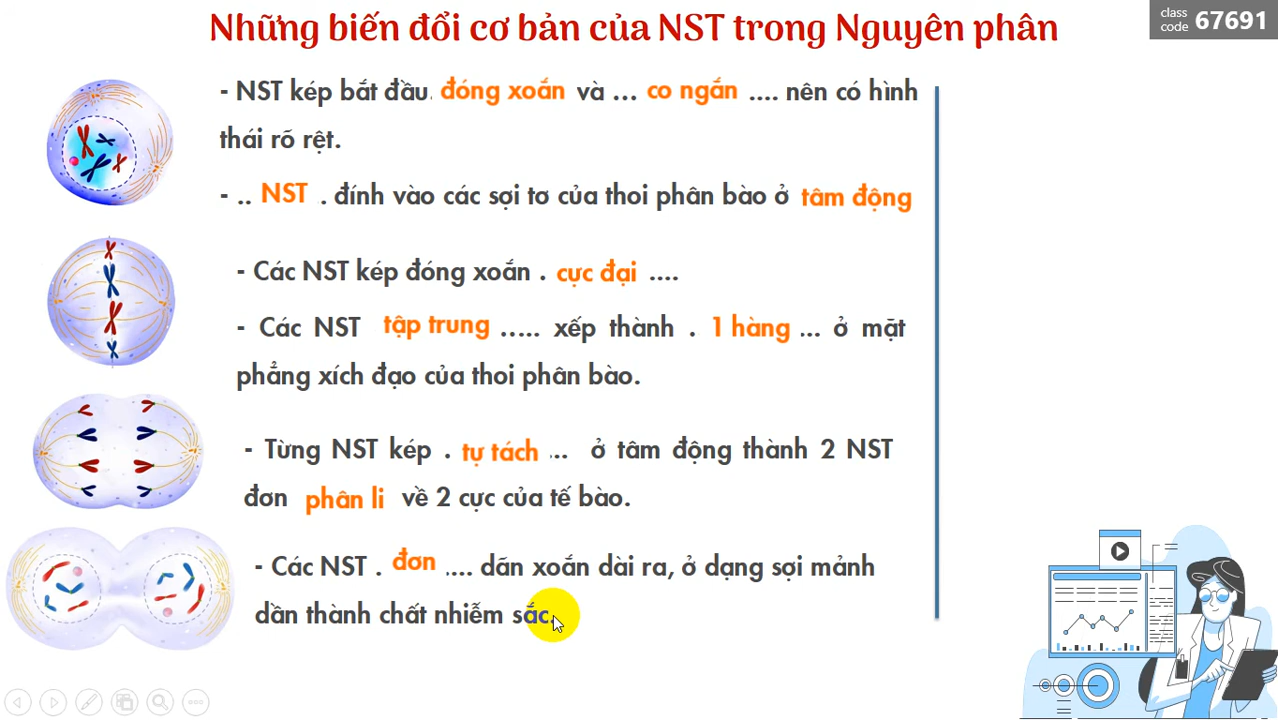 Những biến đổi cơ bản của NST trong Nguyên phân
class code 67691
- NST kép bắt đầu. đóng xoắn và ... co ngắn .... nên có hình
thái rõ rệt.
- .. NST . đính vào các sợi tơ của thoi phân bào ở tâm động
- Các NST kép đóng xoắn . cực đại ....
- Các NST tập trung ..... xếp thành . 1 hàng ... ở mặt
phẳng xích đạo của thoi phân bào.
- Từng NST kép . tự tách ... ở tâm động thành 2 NST
đơn phân li về 2 cực của tế bào.
- Các NST . đơn .... dãn xoắn dài ra, ở dạng sợi mảnh
dần thành chất nhiễm sắc.